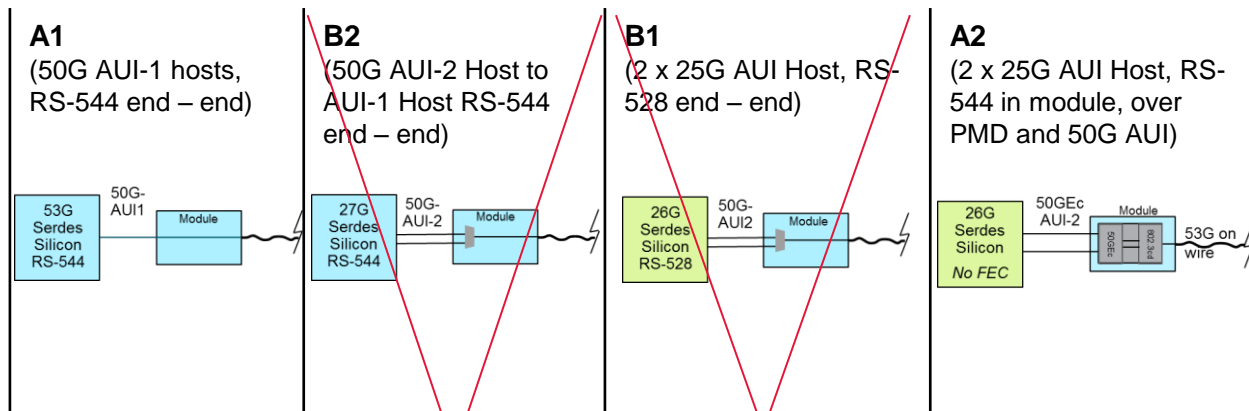 A1
(50G AUI-1 hosts,
RS-544 end – end)
53G
Serdes
Silicon
RS-544
50G-
AUI1
Module
B2
(50G AUI-2 Host to
AUI-1 Host RS-544
end – end)
27G
Serdes
Silicon
RS-544
50G-
AUI-2
Module
B1
(2 x 25G AUI Host, RS-
528 end – end)
26G
Serdes
Silicon
RS-528
50G-
AUI2
Module
A2
(2 x 25G AUI Host, RS-
544 in module, over
PMD and 50G AUI)
26G
Serdes
Silicon
No FEC
50GEc
AUI-2
Module
50GEc
802.3cd
53G on
wire